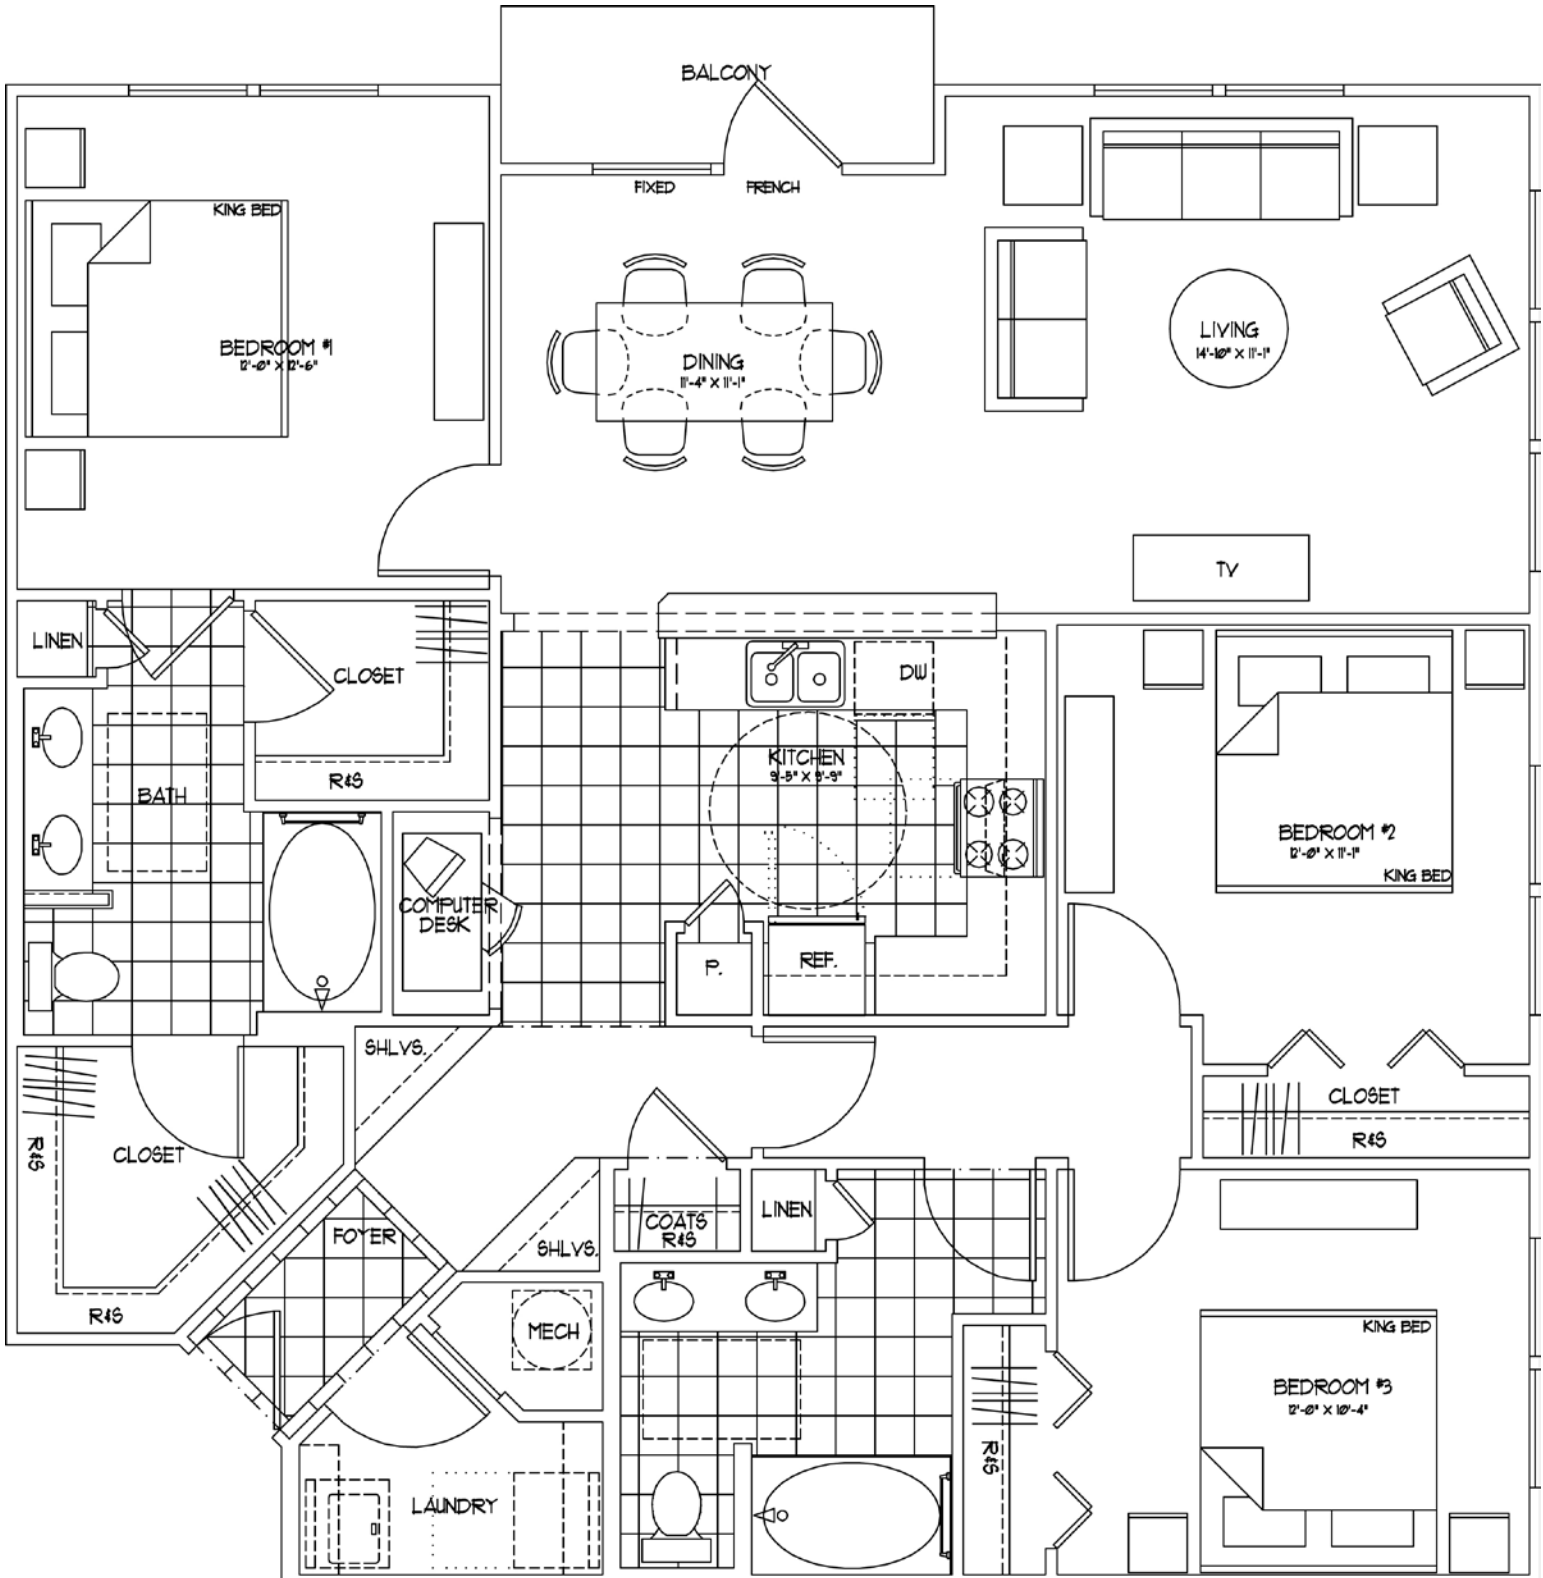 BALCONY
FIXED
FRENCH
KING BED
BEDROOM #1
12'-0" X 12'-6"
DINING
11'-4" X 11'-1"
LIVING
14'-10" X 11'-1"
TV
LINEN
CLOSET
R&S
BATH
DW
KITCHEN
9'-5" X 9'-9"
BEDROOM #2
12'-0" X 11'-1"
KING BED
COMPUTER
DESK
P.
REF.
SHLVS.
CLOSET
R&S
CLOSET
R&S
R&S
FOYER
SHLVS.
COATS
R&S
LINEN
MECH
KING BED
BEDROOM #3
12'-0" X 10'-4"
R&S
LAUNDRY